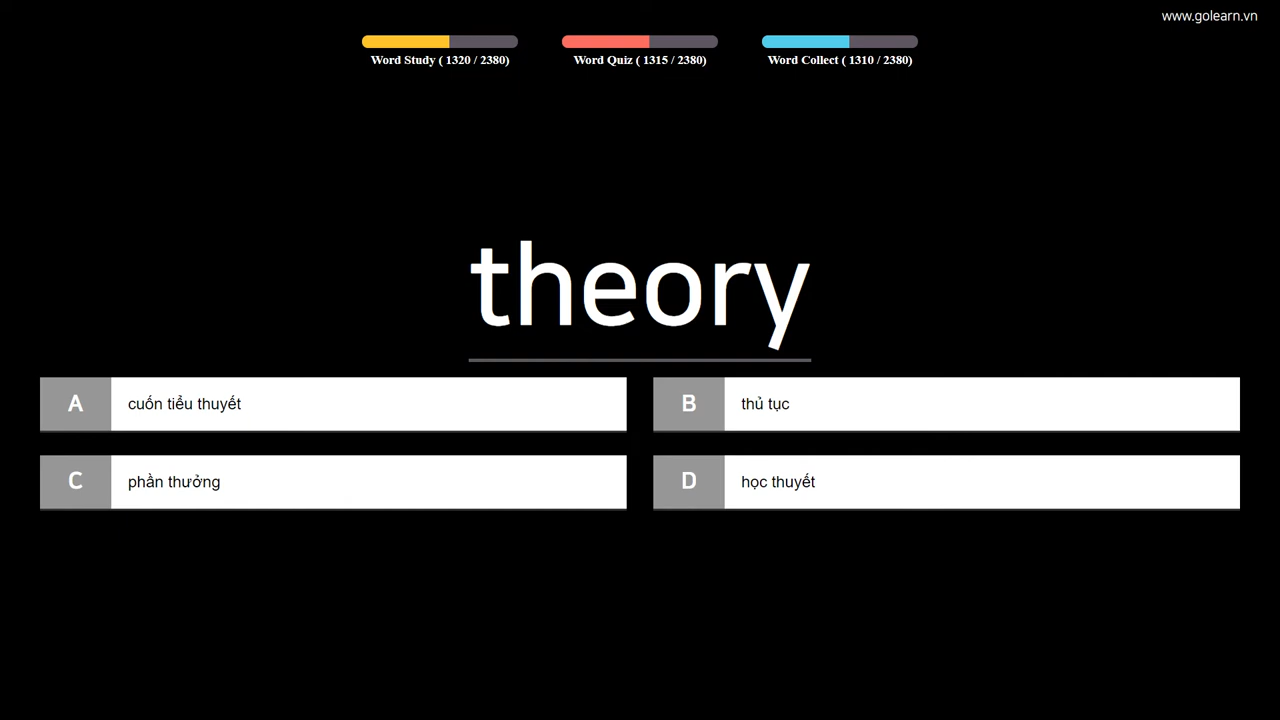 www.golearn.vn
Word Study ( 1320 / 2380)
Word Quiz ( 1315 / 2380)
Word Collect ( 1310 / 2380)
theory
A cuốn tiểu thuyết
B thủ tục
C phần thưởng
D học thuyết